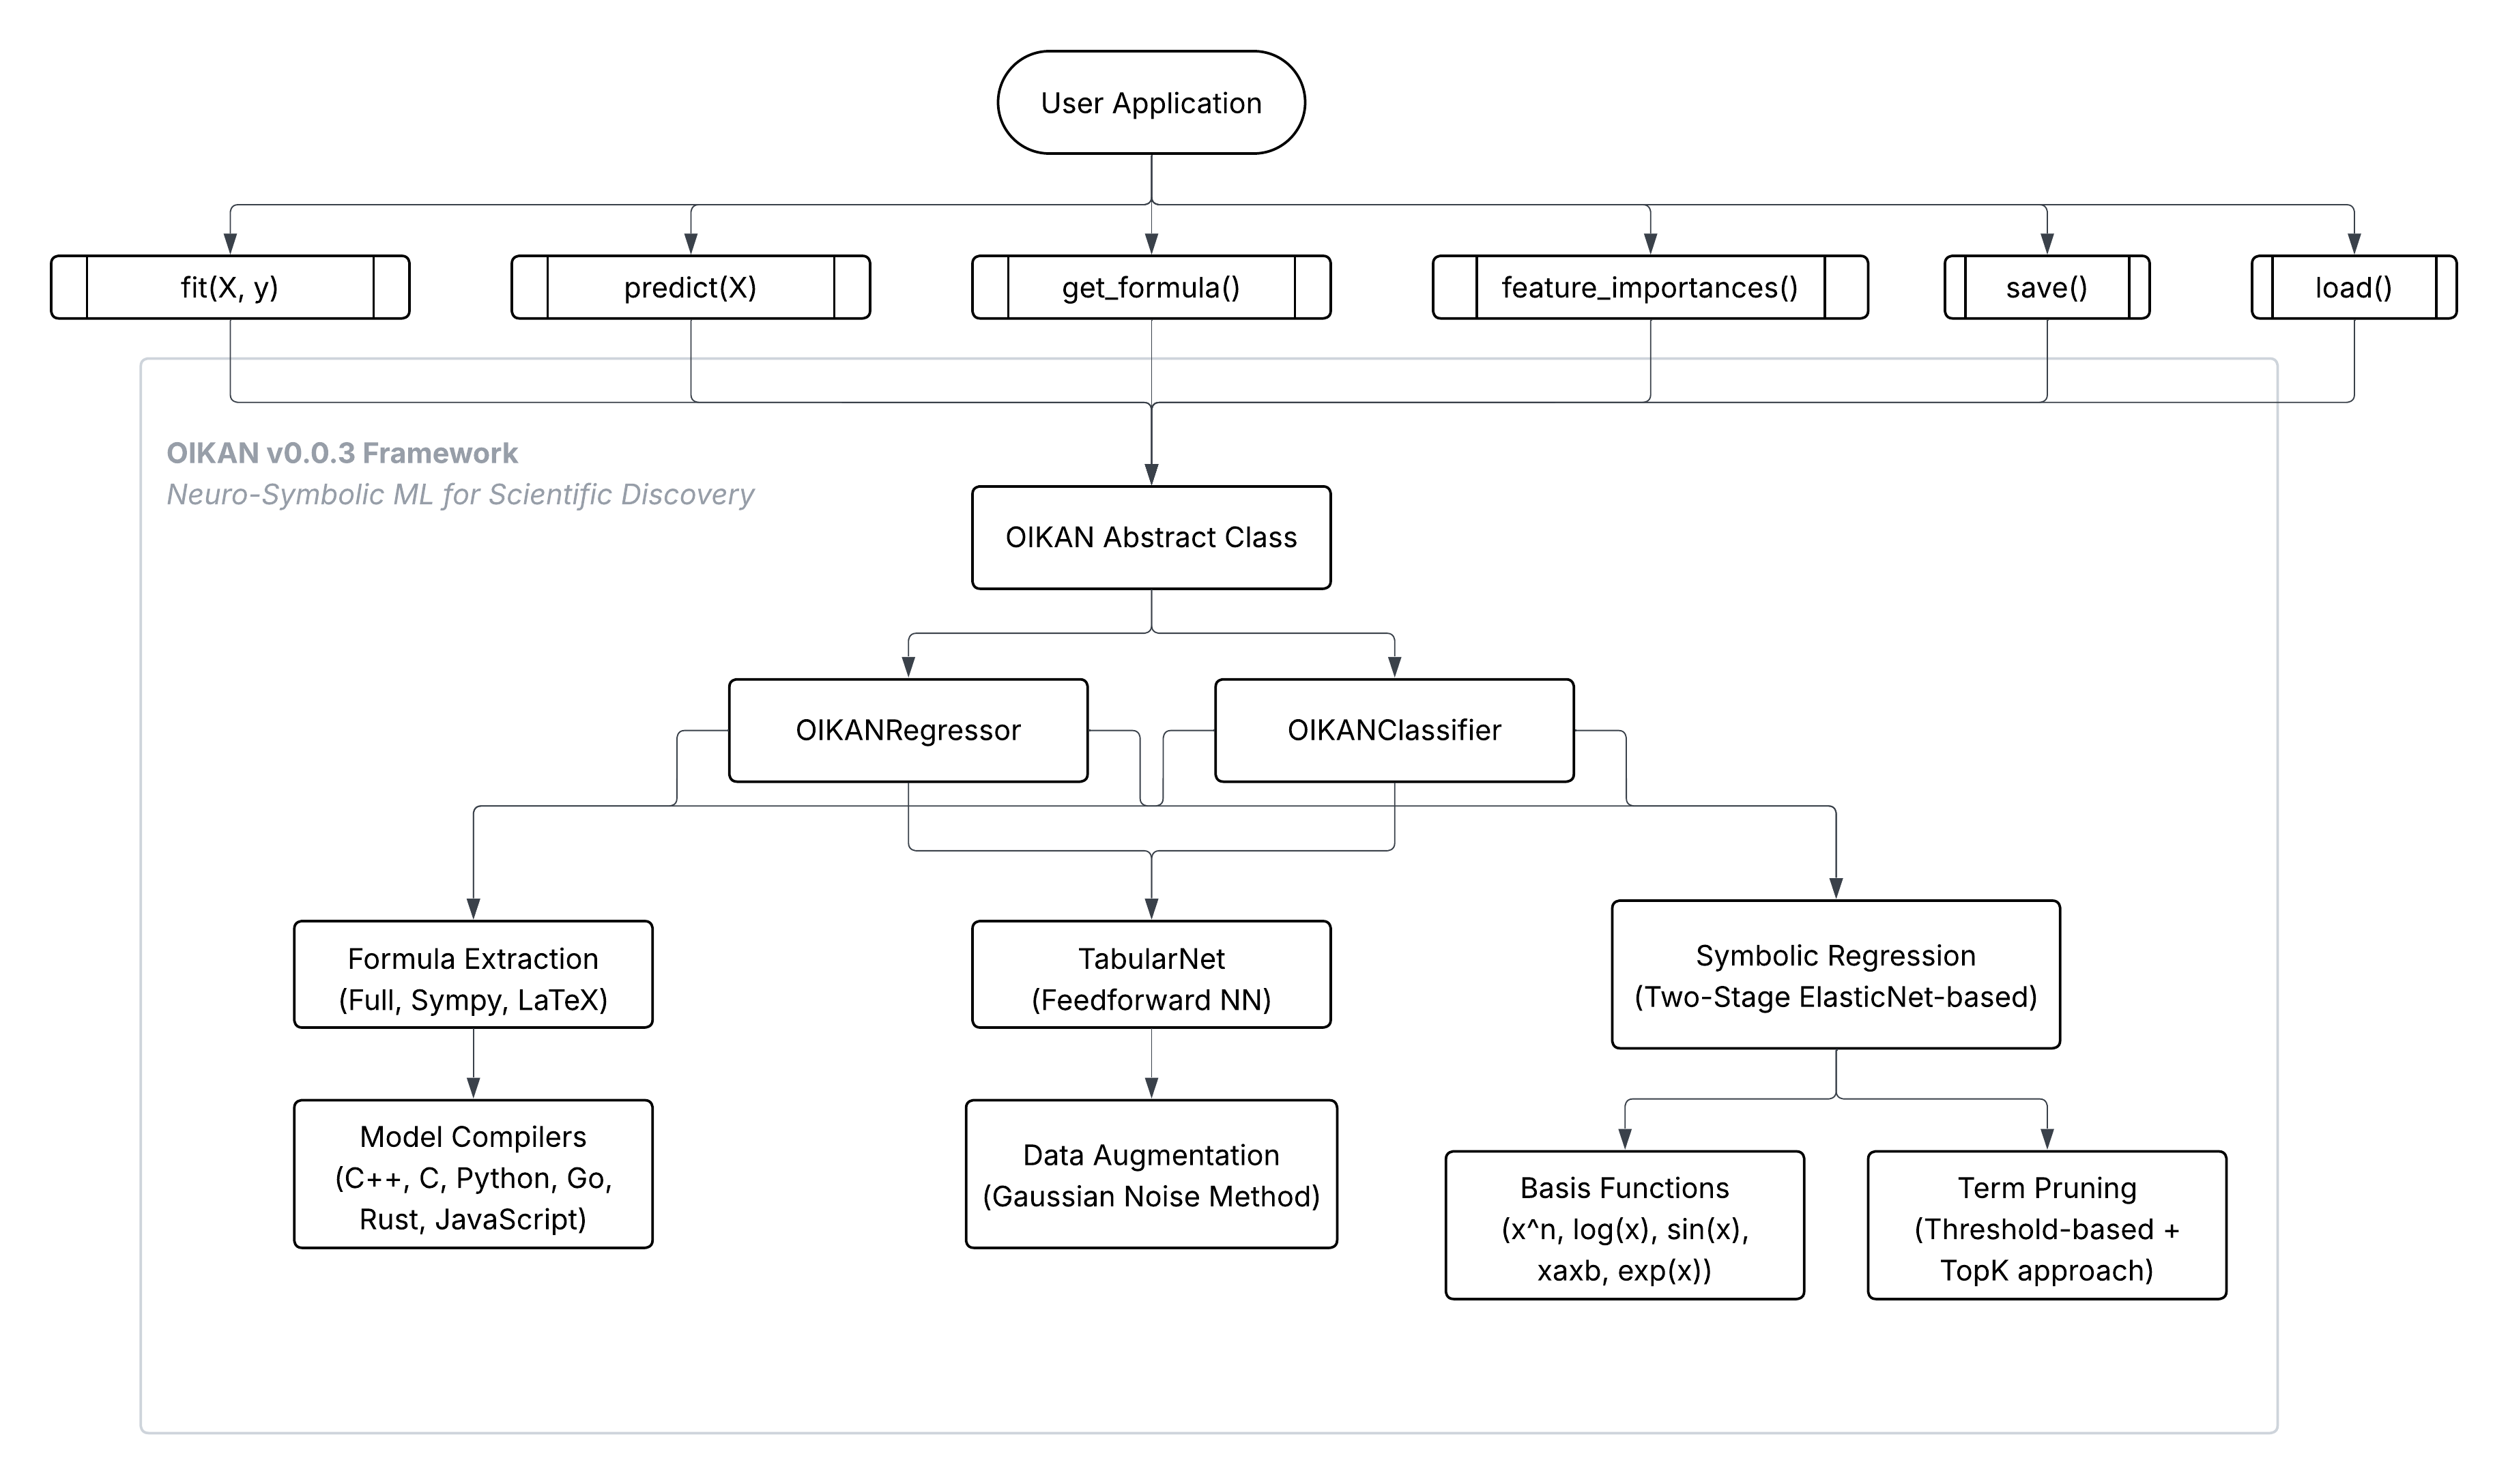 User Application
fit(X, y)
predict(X)
get_formula()
feature_importances()
save()
load()
OIKAN v0.0.3 Framework
Neuro-Symbolic ML for Scientific Discovery
OIKAN Abstract Class
OIKANRegressor
OIKANClassifier
Formula Extraction
(Full, Sympy, LaTeX)
TabularNet
(Feedforward NN)
Symbolic Regression
(Two-Stage ElasticNet-based)
Model Compilers
(C++, C, Python, Go,
Rust, JavaScript)
Data Augmentation
(Gaussian Noise Method)
Basis Functions
(x^n, log(x), sin(x),
xaxb, exp(x))
Term Pruning
(Threshold-based +
TopK approach)